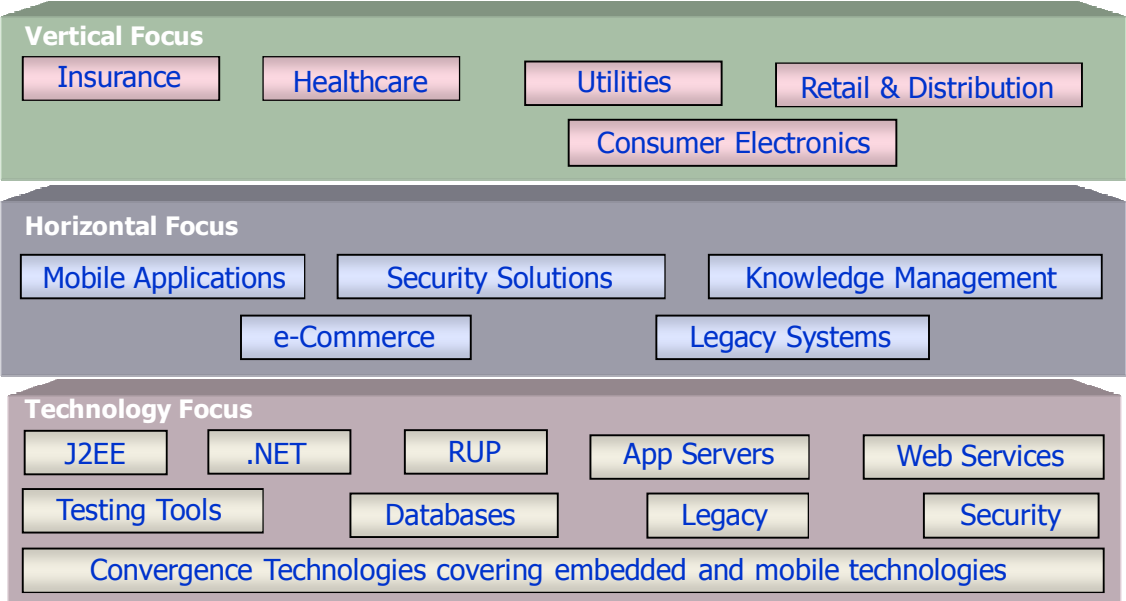 Vertical Focus
Insurance
Healthcare
Utilities
Retail & Distribution
Consumer Electronics
Horizontal Focus
Mobile Applications
Security Solutions
Knowledge Management
e-Commerce
Legacy Systems
Technology Focus
J2EE
.NET
RUP
App Servers
Web Services
Testing Tools
Databases
Legacy
Security
Convergence Technologies covering embedded and mobile technologies